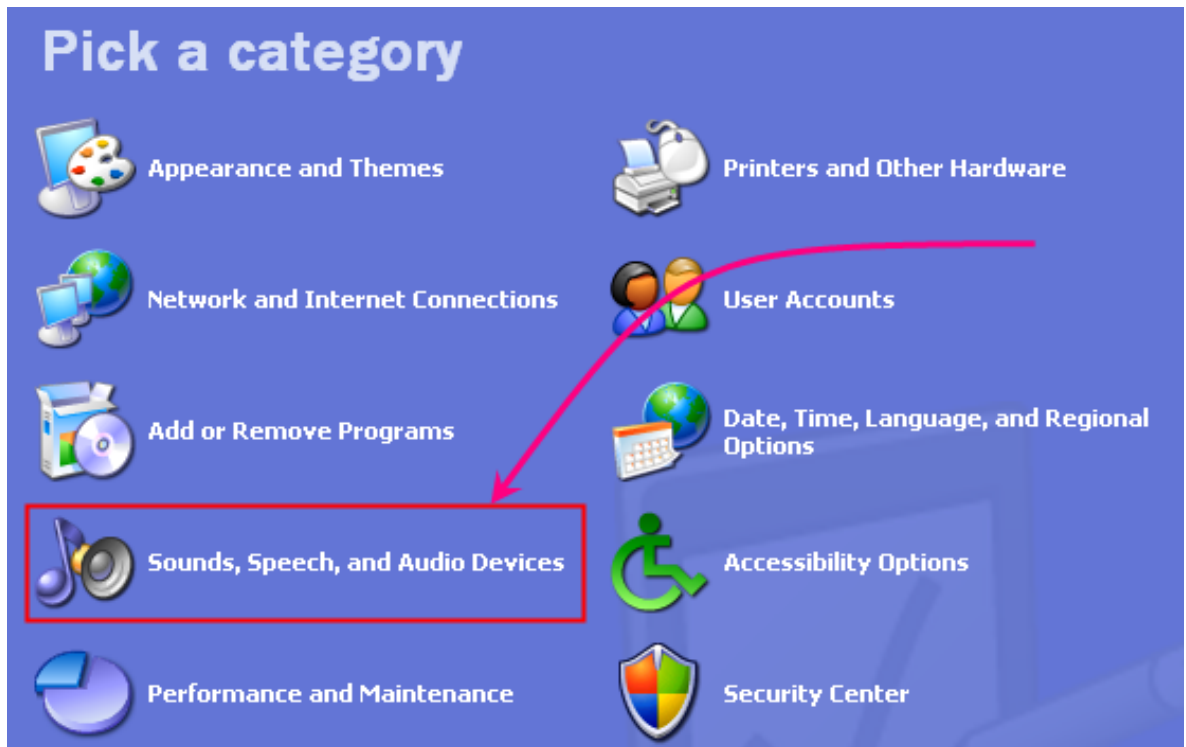 Pick a category
Appearance and Themes
Printers and Other Hardware
Network and Internet Connections
User Accounts
Add or Remove Programs
Date, Time, Language, and Regional
Options
Sounds, Speech, and Audio Devices
Accessibility Options
Performance and Maintenance
Security Center